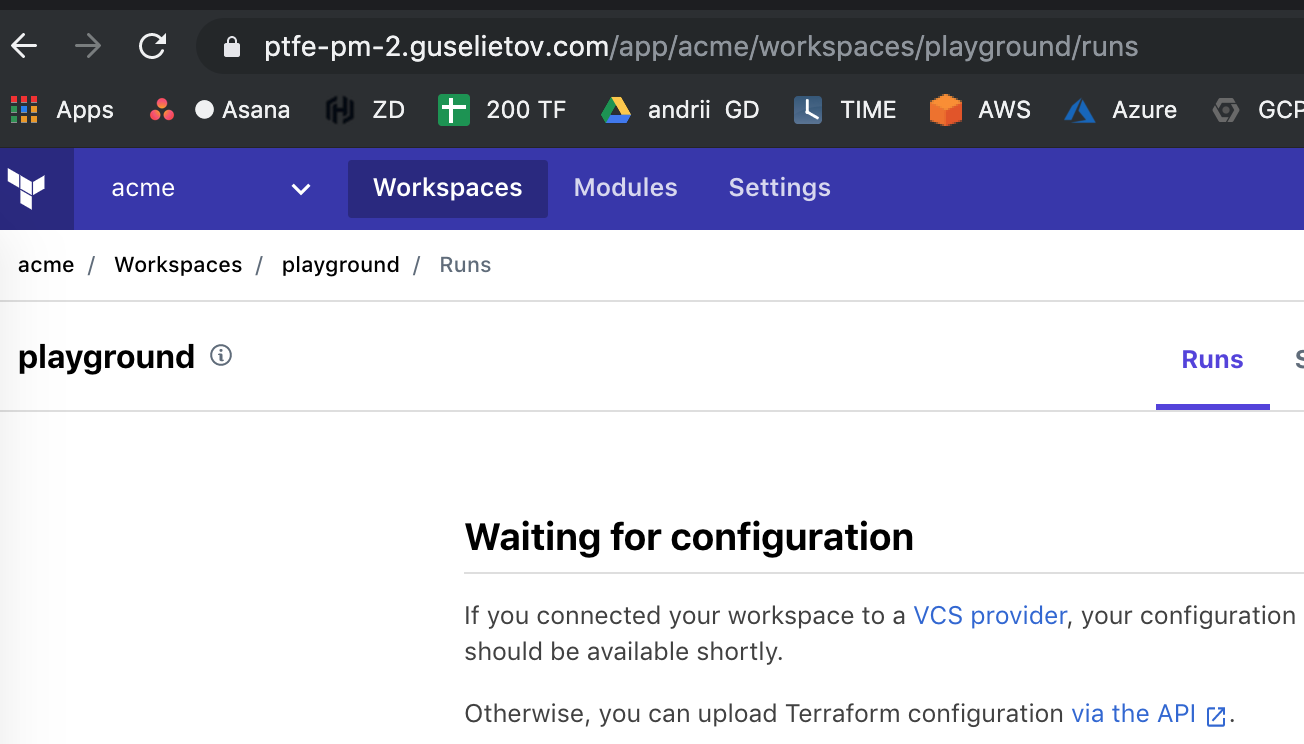 ptfe-pm-2.guselietov.com/app/acme/workspaces/playground/runs
Apps Asana ZD 200 TF andrii GD TIME AWS Azure GCP
acme Workspaces Modules Settings
acme / Workspaces / playground / Runs
playground Runs
Waiting for configuration
If you connected your workspace to a VCS provider, your configuration
should be available shortly.
Otherwise, you can upload Terraform configuration via the API .